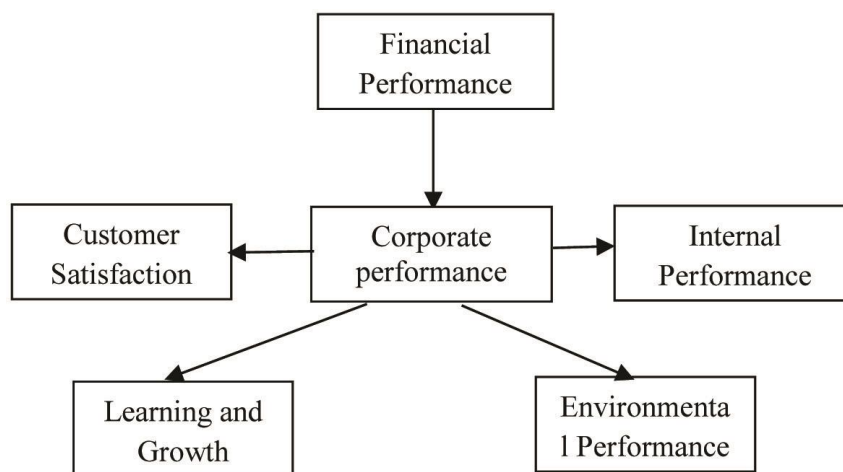 Financial
Performance
Customer
Satisfaction
Corporate
performance
Internal
Performance
Learning and
Growth
Environmenta
l Performance